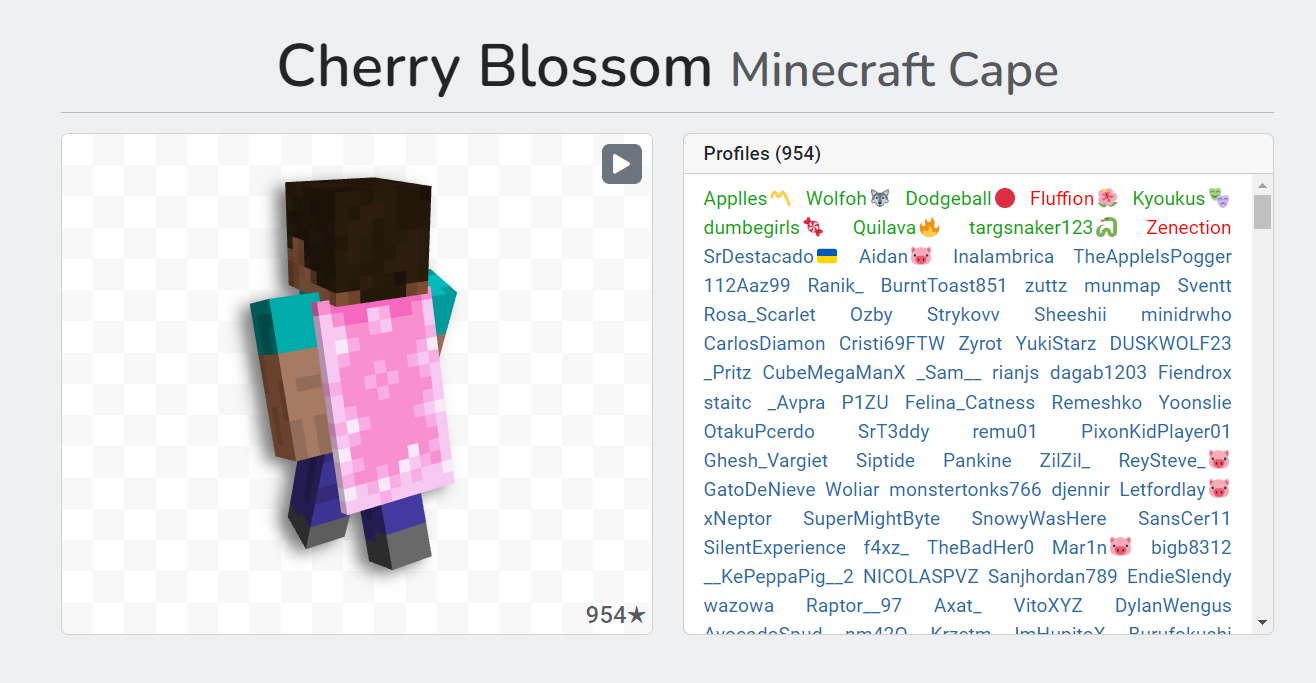 Cherry Blossom Minecraft Cape
954★
Profiles (954)
Applles Wolfoh Dodgeball Fluffion Kyoukus
dumbegirls Quilava targsnaker123 Zenection
SrDestacado Aidan Inalambrica TheAppleIsPogger
112Aaz99 Ranik_ BurntToast851 zuttz munmap Sventt
Rosa_Scarlet Ozby Strykovv Sheeshii minidrwho
CarlosDiamon Cristi69FTW Zyrot YukiStarz DUSKWOLF23
_Pritz CubeMegaManX _Sam__ rianjs dagab1203 Fiendrox
staitc _Avpra P1ZU Felina_Catness Remeshko Yoonslie
OtakuPcerdo SrT3ddy remu01 PixonKidPlayer01
Ghesh_Vargiet Siptide Pankine ZilZil_ ReySteve_
GatoDeNieve Woliar monstertonks766 djennir Letfordlay
xNeptor SuperMightByte SnowyWasHere SansCer11
SilentExperience f4xz_ TheBadHer0 Mar1n bigb8312
__KePeppaPig__2 NICOLASPVZ Sanjhordan789 EndieSlendy
wazowa Raptor__97 Axat_ VitoXYZ DylanWengus